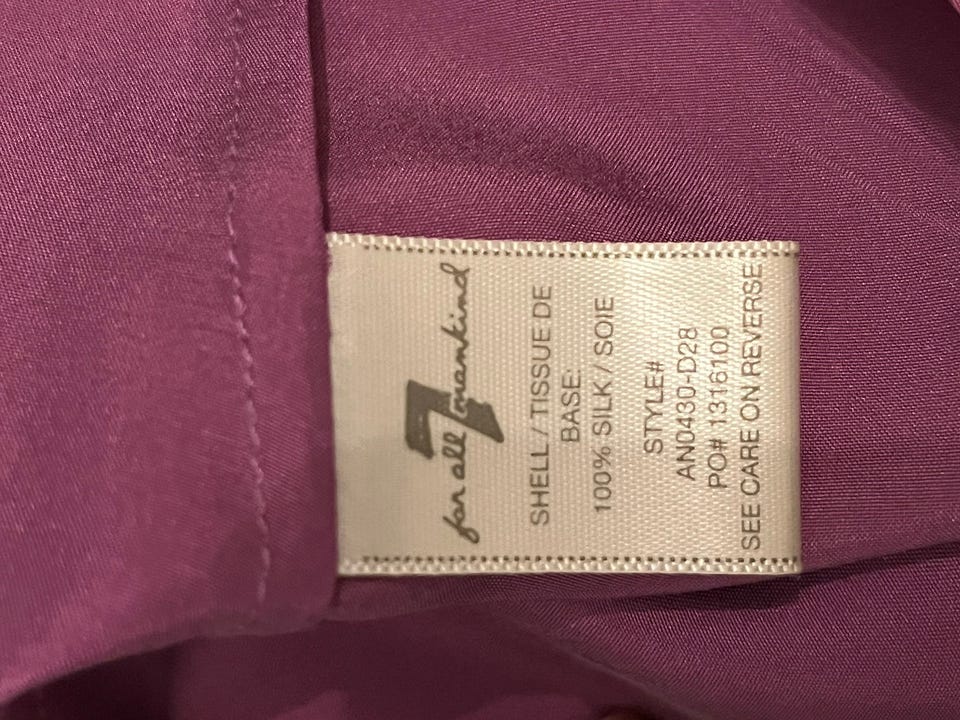 for all 7 mankind
SHELL / TISSUE DE
BASE:
100% SILK / SOIE
STYLE#
AN0430-D28
PO# 1316100
SEE CARE ON REVERSE